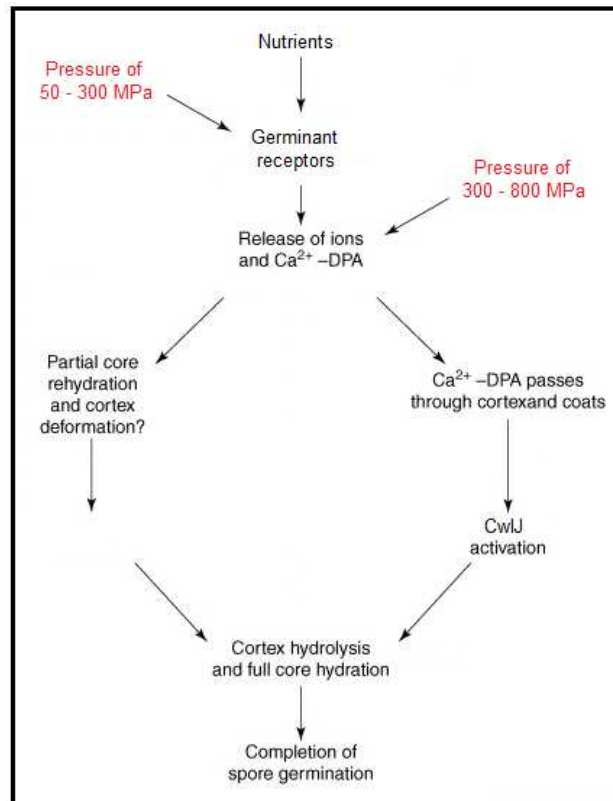 Nutrients
Pressure of
50 - 300 MPa
Germinant
receptors
Pressure of
300 - 800 MPa
Release of ions
and Ca²⁺ –DPA
Partial core
rehydration
and cortex
deformation?
Ca²⁺ –DPA passes
through cortexand coats
CwlJ
activation
Cortex hydrolysis
and full core hydration
Completion of
spore germination